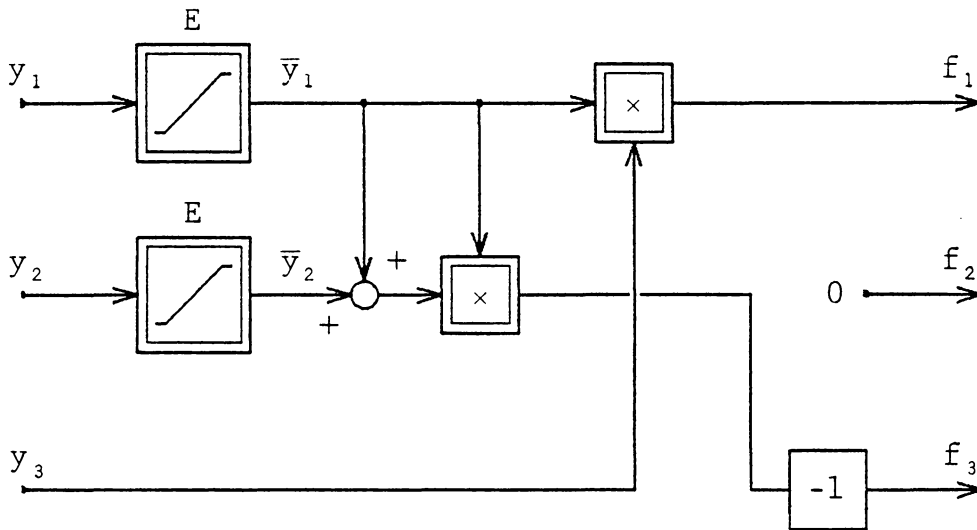 E
y₁
ȳ₁
×
f₁
E
y₂
ȳ₂
+
+
×
0
f₂
y₃
-1
f₃